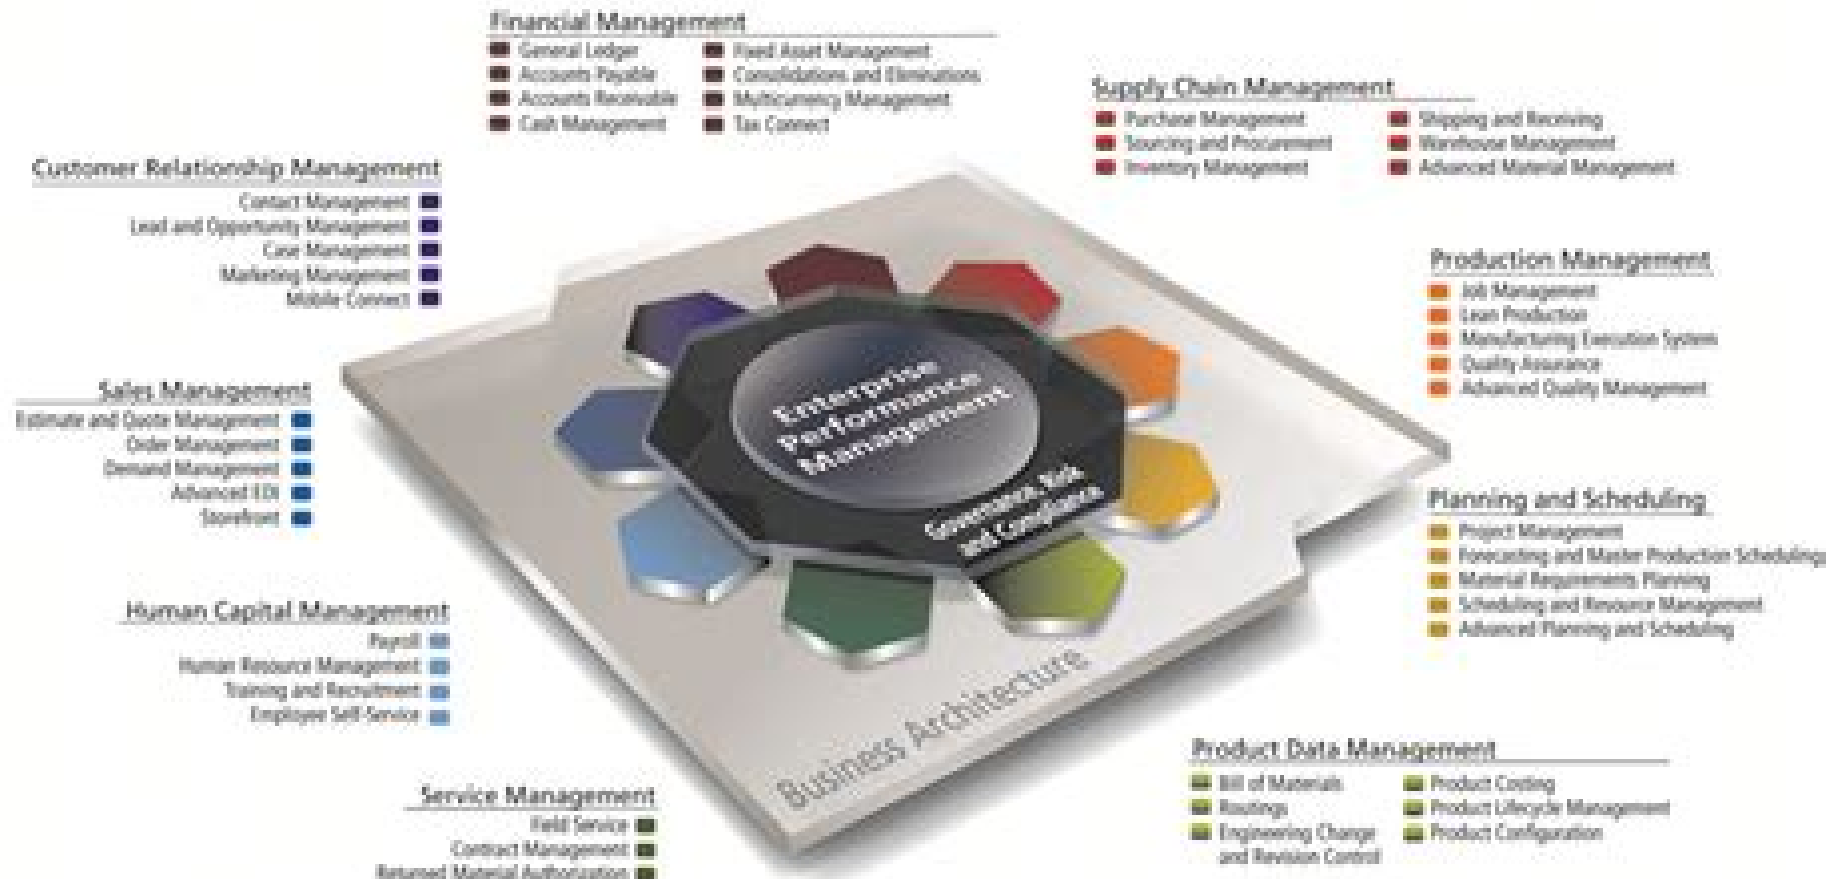 Financial Management
General Ledger
Accounts Payable
Accounts Receivable
Cash Management
Fixed Asset Management
Consolidations and Eliminations
Multicurrency Management
Tax Connect
Supply Chain Management
Purchase Management
Sourcing and Procurement
Inventory Management
Shipping and Receiving
Warehouse Management
Advanced Material Management
Customer Relationship Management
Contact Management
Lead and Opportunity Management
Case Management
Marketing Management
Mobile Connect
Production Management
Job Management
Lean Production
Manufacturing Execution System
Quality Assurance
Advanced Quality Management
Sales Management
Estimate and Quote Management
Order Management
Demand Management
Advanced EDI
Storefront
Enterprise
Performance
Management
Governance, Risk
and Compliance
Planning and Scheduling
Project Management
Forecasting and Master Production Schedulings
Material Requirements Planning
Scheduling and Resource Management
Advanced Planning and Scheduling
Human Capital Management
Payroll
Human Resource Management
Training and Recruitment
Employee Self-Service
Business Architecture
Product Data Management
Bill of Materials
Routings
Engineering Change
and Revision Control
Product Costing
Product Lifecycle Management
Product Configuration
Service Management
Field Service
Contract Management
Returned Material Authorization